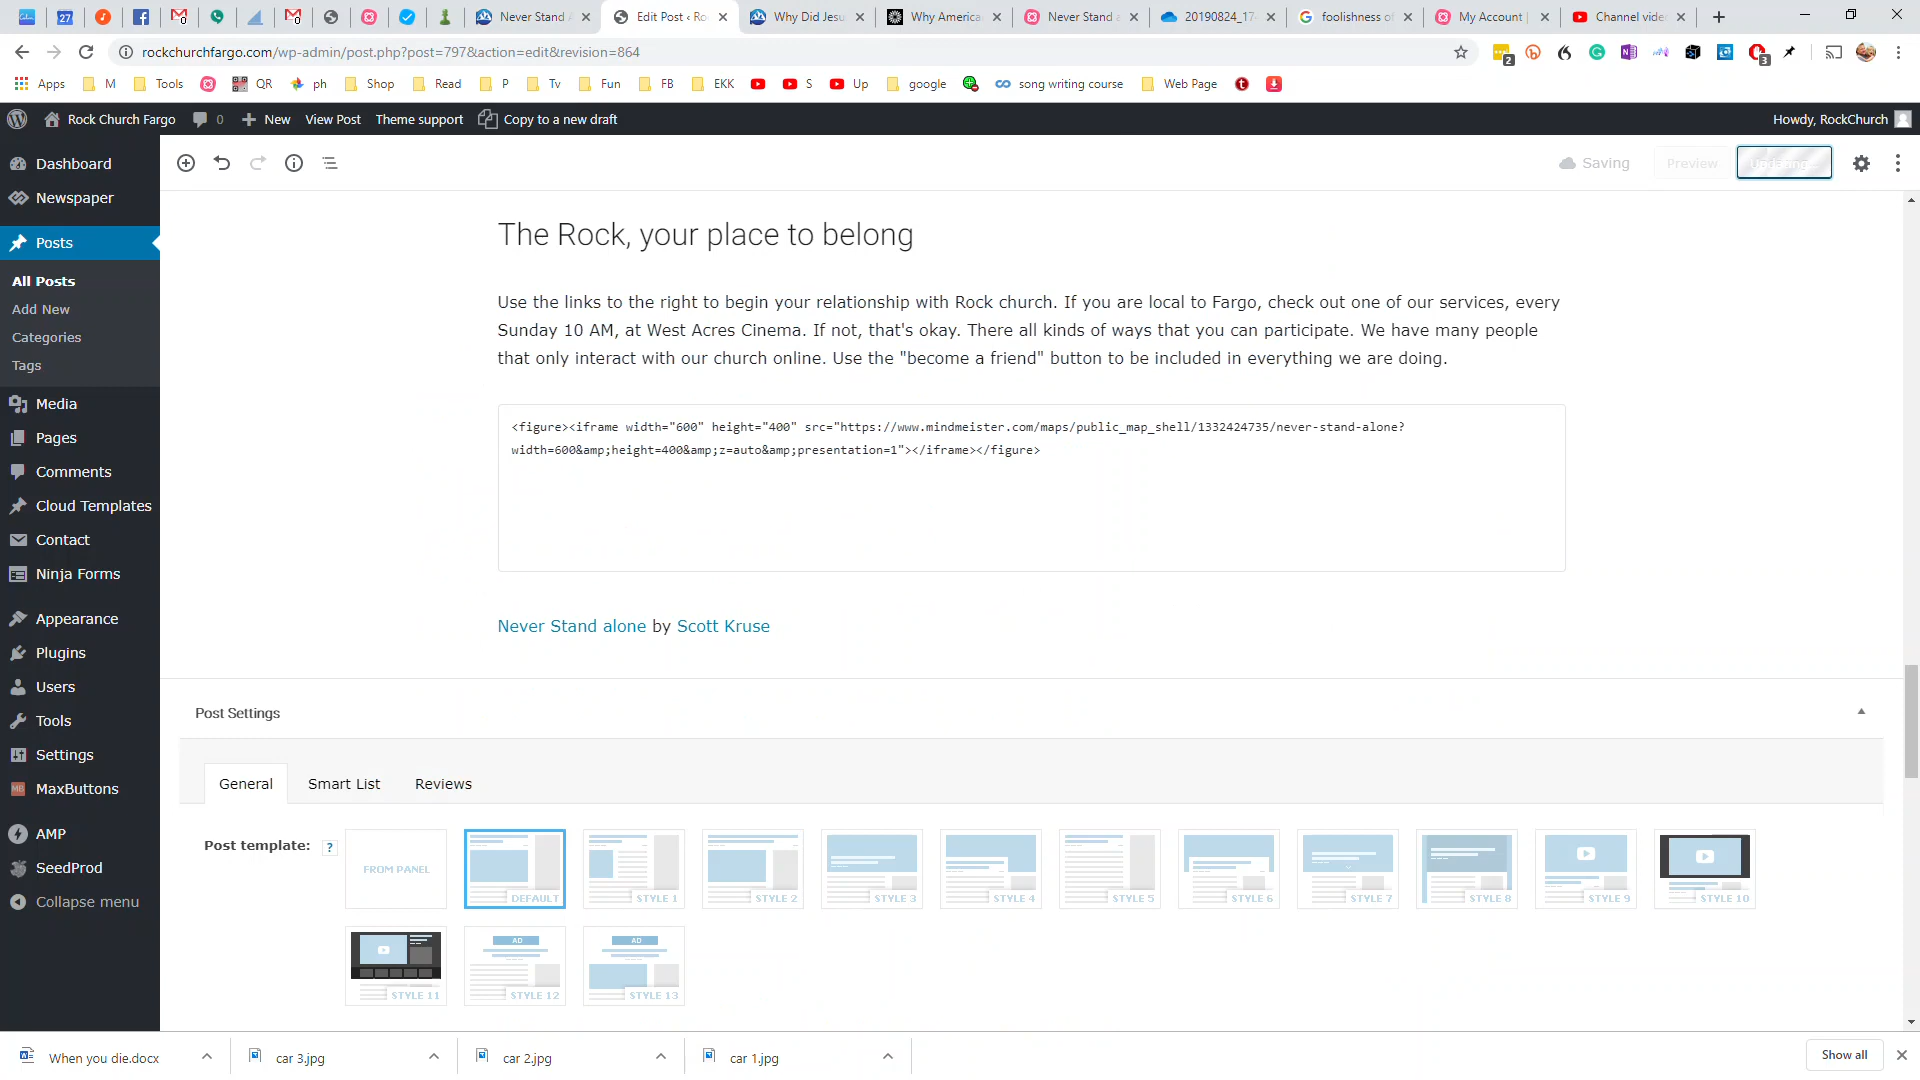 Never Stand A
Edit Post ‹ Ro
Why Did Jesu
Why America
Never Stand a
20190824_17
foolishness of
My Account |
Channel vide
rockchurchfargo.com/wp-admin/post.php?post=797&action=edit&revision=864
Apps M Tools QR ph Shop Read P Tv Fun FB EKK S Up google song writing course Web Page
Rock Church Fargo 0 New View Post Theme support Copy to a new draft Howdy, RockChurch
Dashboard
Newspaper
Posts
All Posts
Add New
Categories
Tags
Media
Pages
Comments
Cloud Templates
Contact
Ninja Forms
Appearance
Plugins
Users
Tools
Settings
MaxButtons
AMP
SeedProd
Collapse menu
Saving Preview
The Rock, your place to belong
Use the links to the right to begin your relationship with Rock church. If you are local to Fargo, check out one of our services, every
Sunday 10 AM, at West Acres Cinema. If not, that's okay. There all kinds of ways that you can participate. We have many people
that only interact with our church online. Use the "become a friend" button to be included in everything we are doing.
<figure><iframe width="600" height="400" src="https://www.mindmeister.com/maps/public_map_shell/1332424735/never-stand-alone?
width=600&amp;height=400&amp;z=auto&amp;presentation=1"></iframe></figure>
Never Stand alone by Scott Kruse
Post Settings
General Smart List Reviews
Post template: ?
FROM PANEL
DEFAULT STYLE 1 STYLE 2 STYLE 3 STYLE 4 STYLE 5 STYLE 6 STYLE 7 STYLE 8 STYLE 9 STYLE 10
AD AD
STYLE 11 STYLE 12 STYLE 13
When you die.docx car 3.jpg car 2.jpg car 1.jpg Show all